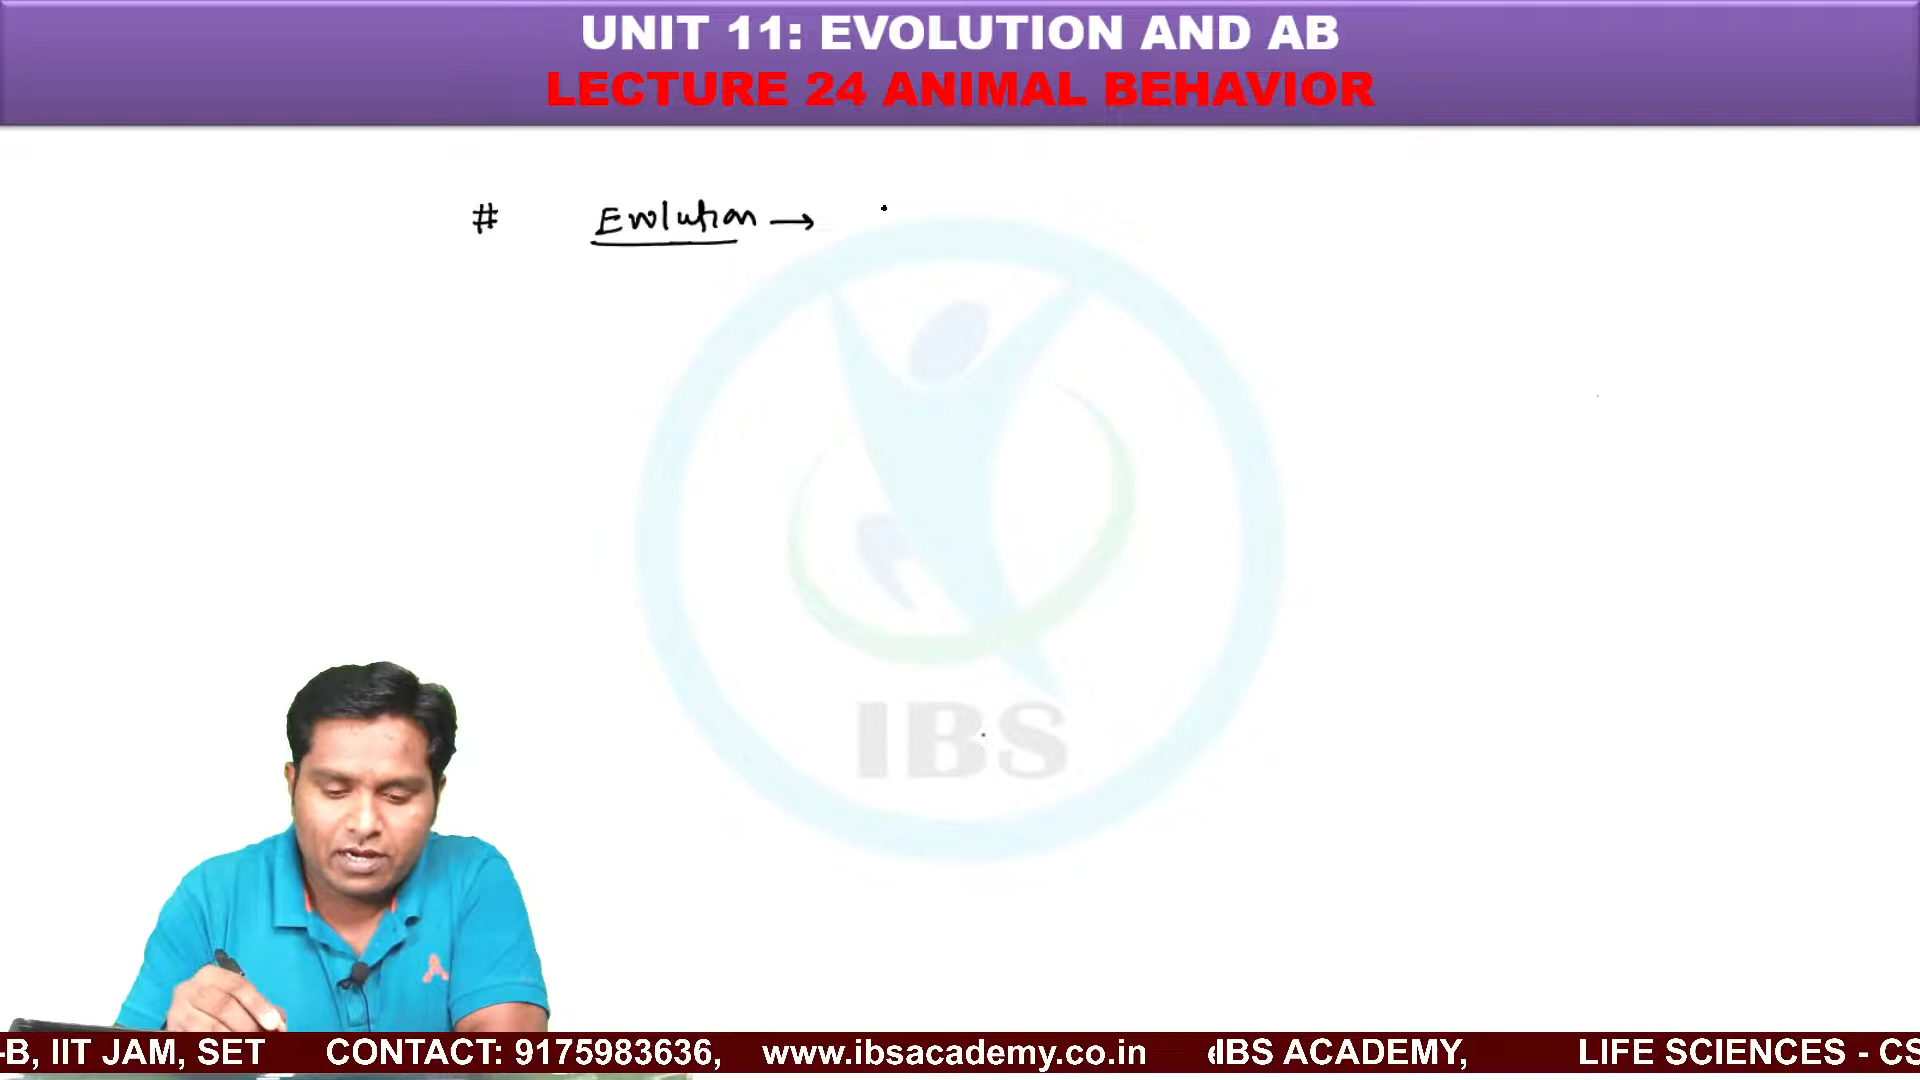 UNIT 11: EVOLUTION AND AB
LECTURE 24 ANIMAL BEHAVIOR
# Evolution →
IBS
-B, IIT JAM, SET CONTACT: 9175983636, www.ibsacademy.co.in IBS ACADEMY, LIFE SCIENCES - CS